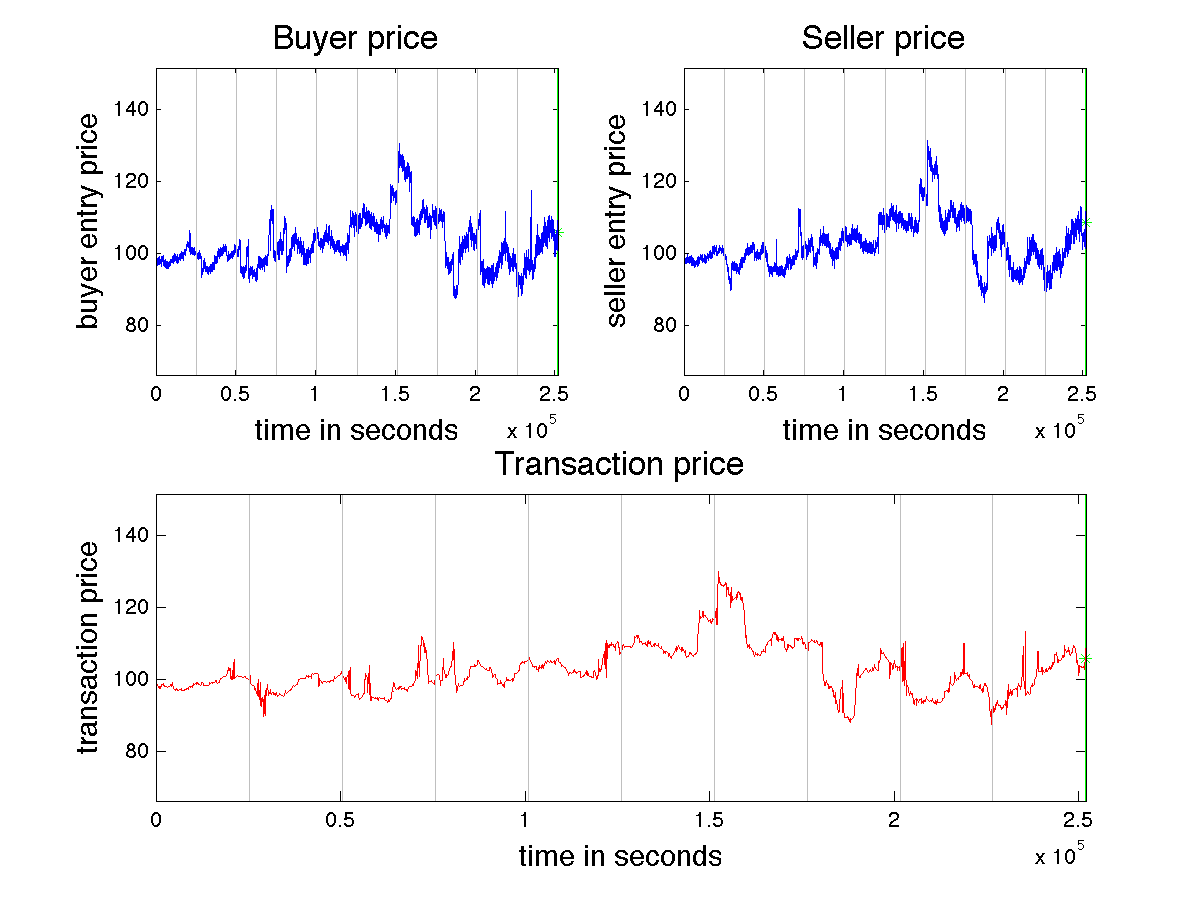 Buyer price
buyer entry price
140
120
100
80
0 0.5 1 1.5 2 2.5
time in seconds
x 10^5
Seller price
seller entry price
140
120
100
80
0 0.5 1 1.5 2 2.5
time in seconds
x 10^5
Transaction price
transaction price
140
120
100
80
0 0.5 1 1.5 2 2.5
time in seconds
x 10^5